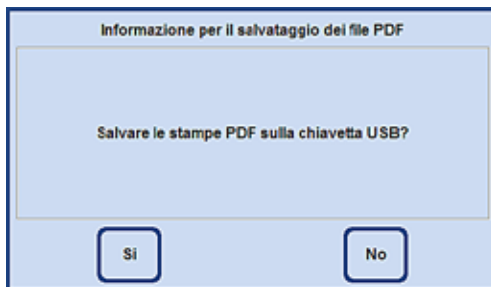 Informazione per il salvataggio dei file PDF
Salvare le stampe PDF sulla chiavetta USB?
Si
No